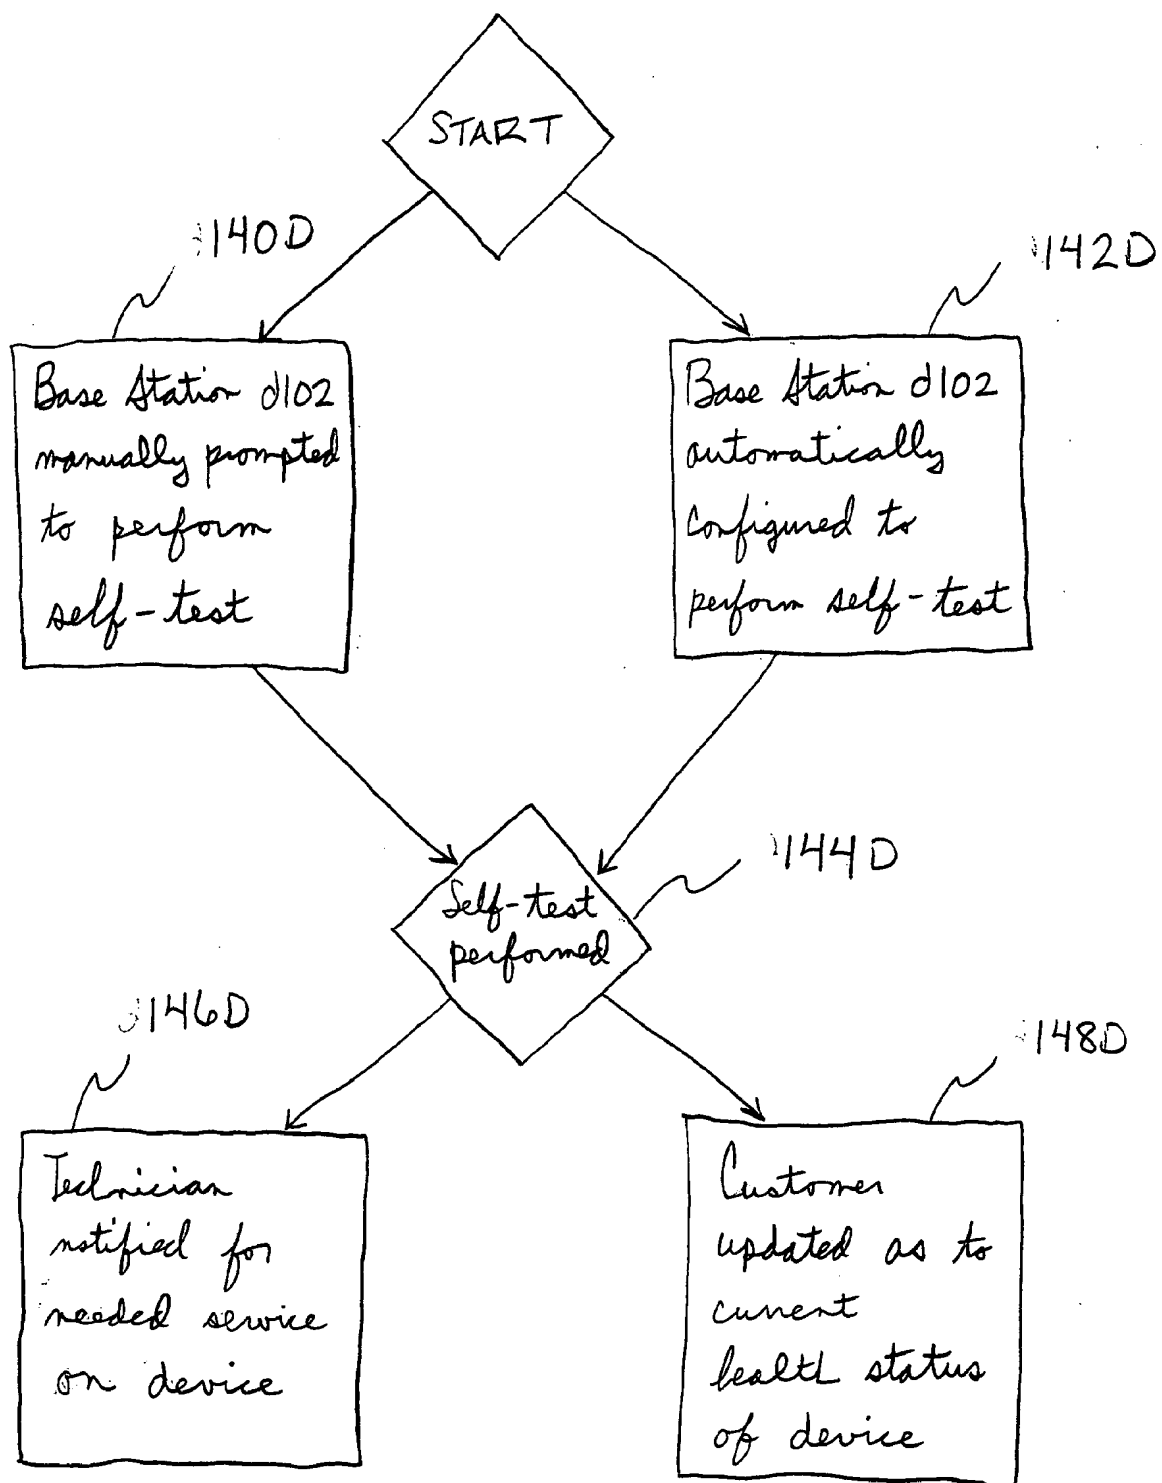 START
140D
142D
Base Station d102
manually prompted
to perform
self-test
Base Station d102
automatically
configured to
perform self-test
144D
Self-test
performed
146D
148D
Technician
notified for
needed service
on device
Customer
updated as to
current
health status
of device